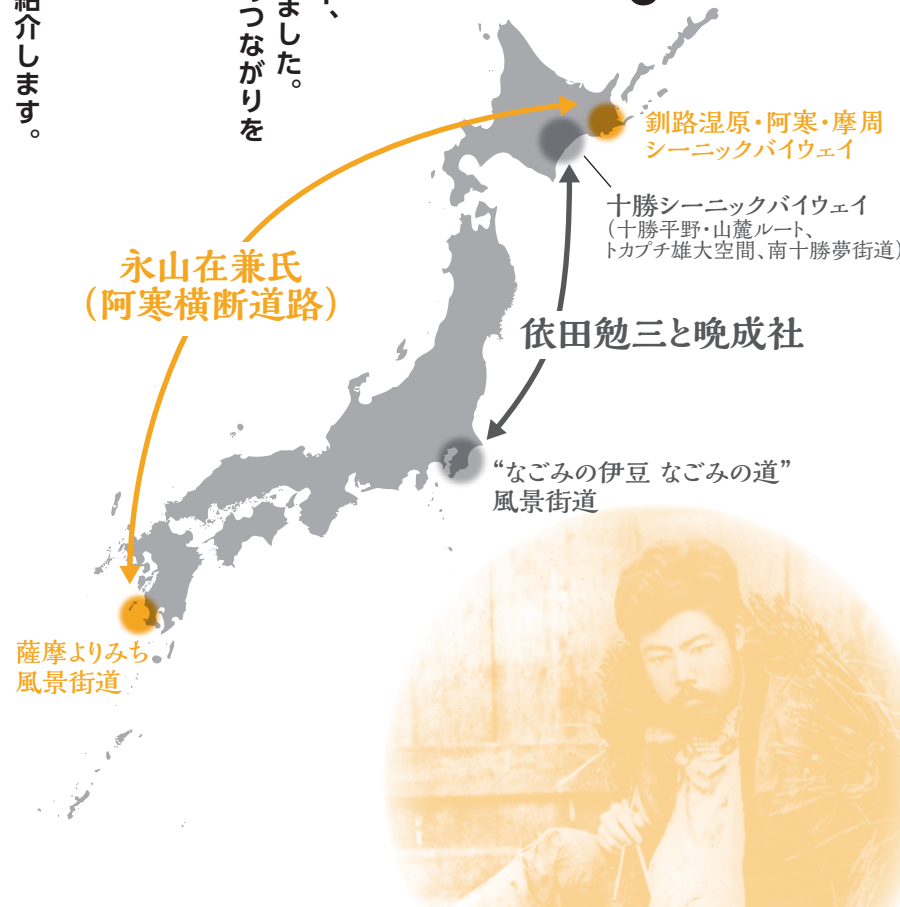 ました。
つながりを
紹介します。
釧路湿原・阿寒・摩周
シーニックバイウェイ
十勝シーニックバイウェイ
（十勝平野・山麓ルート、
トカプチ雄大空間、南十勝夢街道）
永山在兼氏
（阿寒横断道路）
依田勉三と晩成社
“なごみの伊豆 なごみの道”
風景街道
薩摩よりみち
風景街道